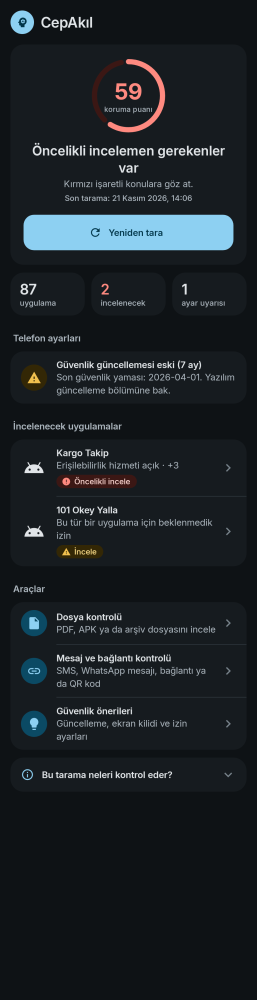 CepAkıl
59
koruma puanı
Öncelikli incelemen gerekenler
var
Kırmızı işaretli konulara göz at.
Son tarama: 21 Kasım 2026, 14:06
Yeniden tara
87
uygulama
2
incelenecek
1
ayar uyarısı
Telefon ayarları
Güvenlik güncellemesi eski (7 ay)
Son güvenlik yaması: 2026-04-01. Yazılım
güncelleme bölümüne bak.
İncelenecek uygulamalar
Kargo Takip
Erişilebilirlik hizmeti açık · +3
Öncelikli incele
101 Okey Yalla
Bu tür bir uygulama için beklenmedik
izin
İncele
Araçlar
Dosya kontrolü
PDF, APK ya da arşiv dosyasını incele
Mesaj ve bağlantı kontrolü
SMS, WhatsApp mesajı, bağlantı ya
da QR kod
Güvenlik önerileri
Güncelleme, ekran kilidi ve izin
ayarları
Bu tarama neleri kontrol eder?